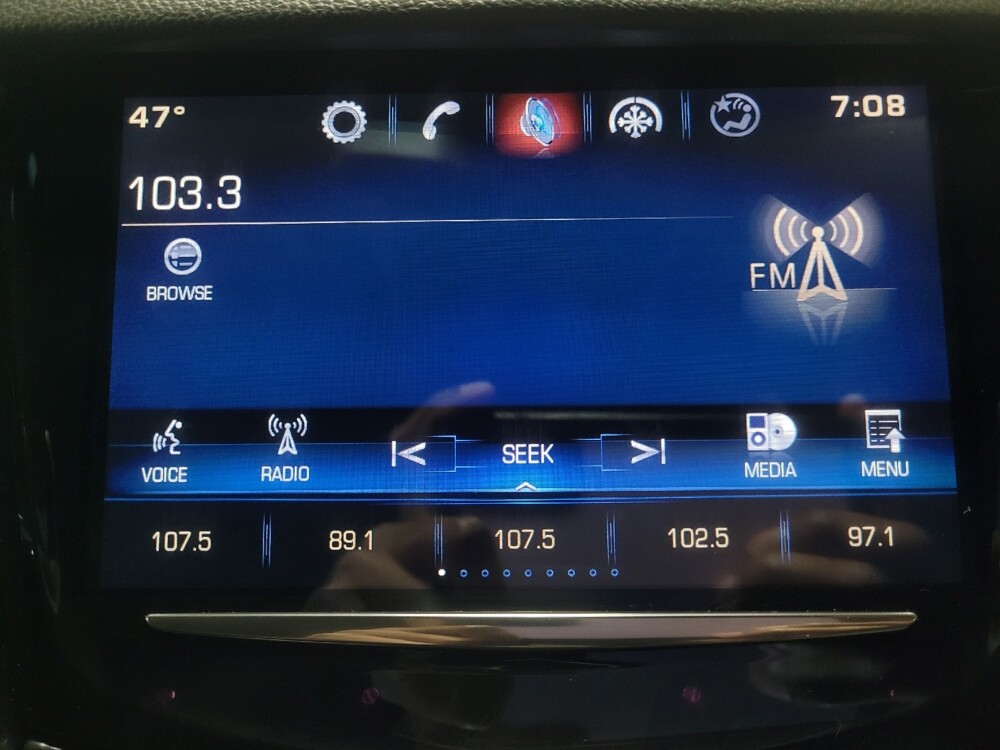 47° 7:08
103.3
FM
BROWSE
VOICE RADIO SEEK MEDIA MENU
107.5 89.1 107.5 102.5 97.1